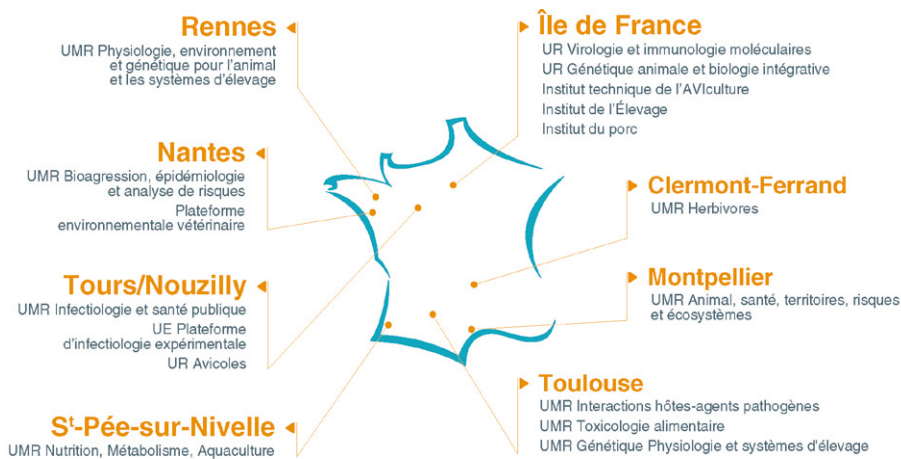 Rennes
UMR Physiologie, environnement
et génétique pour l'animal
et les systèmes d'élevage
Nantes
UMR Bioagression, épidémiologie
et analyse de risques
Plateforme
environnementale vétérinaire
Tours/Nouzilly
UMR Infectiologie et santé publique
UE Plateforme
d'infectiologie expérimentale
UR Avicoles
St-Pée-sur-Nivelle
UMR Nutrition, Métabolisme, Aquaculture
Île de France
UR Virologie et immunologie moléculaires
UR Génétique animale et biologie intégrative
Institut technique de l'AVIculture
Institut de l'Élevage
Institut du porc
Clermont-Ferrand
UMR Herbivores
Montpellier
UMR Animal, santé, territoires, risques
et écosystèmes
Toulouse
UMR Interactions hôtes-agents pathogènes
UMR Toxicologie alimentaire
UMR Génétique Physiologie et systèmes d'élevage